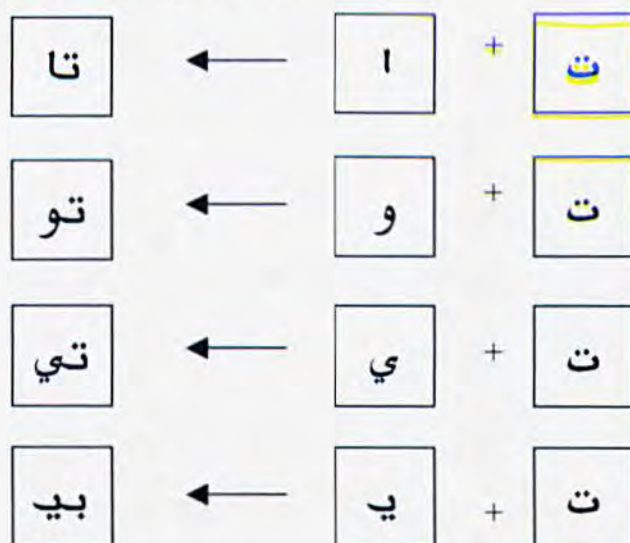 ت + ا ← تا
ت + و ← تو
ت + ي ← تي
ت + يـ ← بيـ